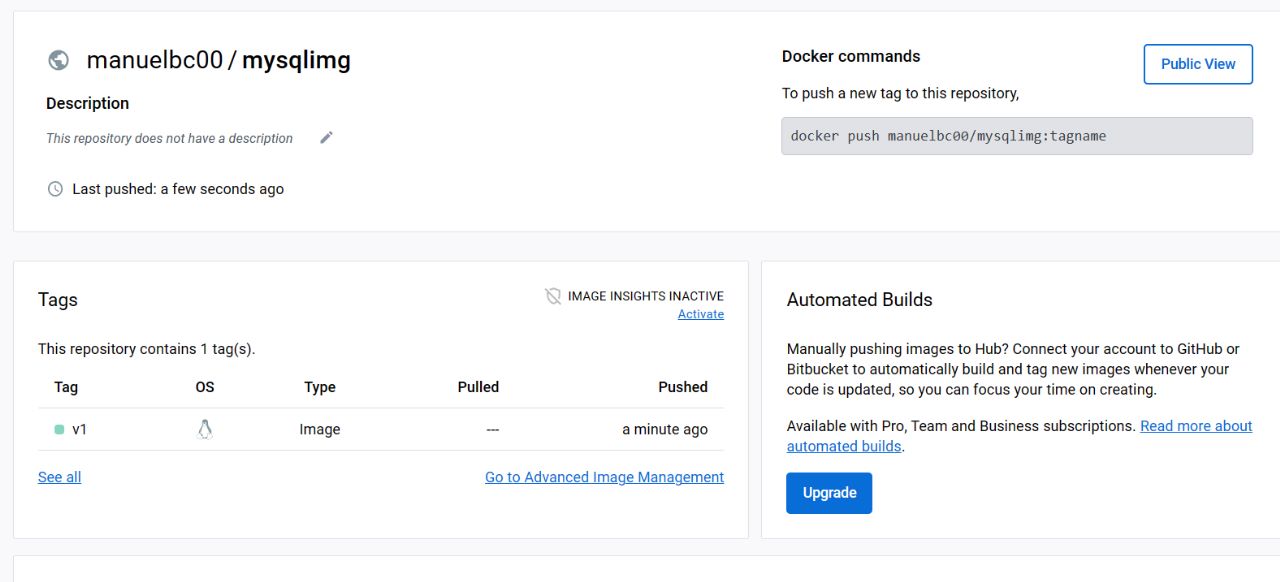 manuelbc00 / mysqlimg
Description
This repository does not have a description
Last pushed: a few seconds ago
Docker commands
Public View
To push a new tag to this repository,
docker push manuelbc00/mysqlimg:tagname
Tags
IMAGE INSIGHTS INACTIVE
Activate
This repository contains 1 tag(s).
Tag OS Type Pulled Pushed
v1 Image --- a minute ago
See all Go to Advanced Image Management
Automated Builds
Manually pushing images to Hub? Connect your account to GitHub or
Bitbucket to automatically build and tag new images whenever your
code is updated, so you can focus your time on creating.
Available with Pro, Team and Business subscriptions. Read more about
automated builds.
Upgrade